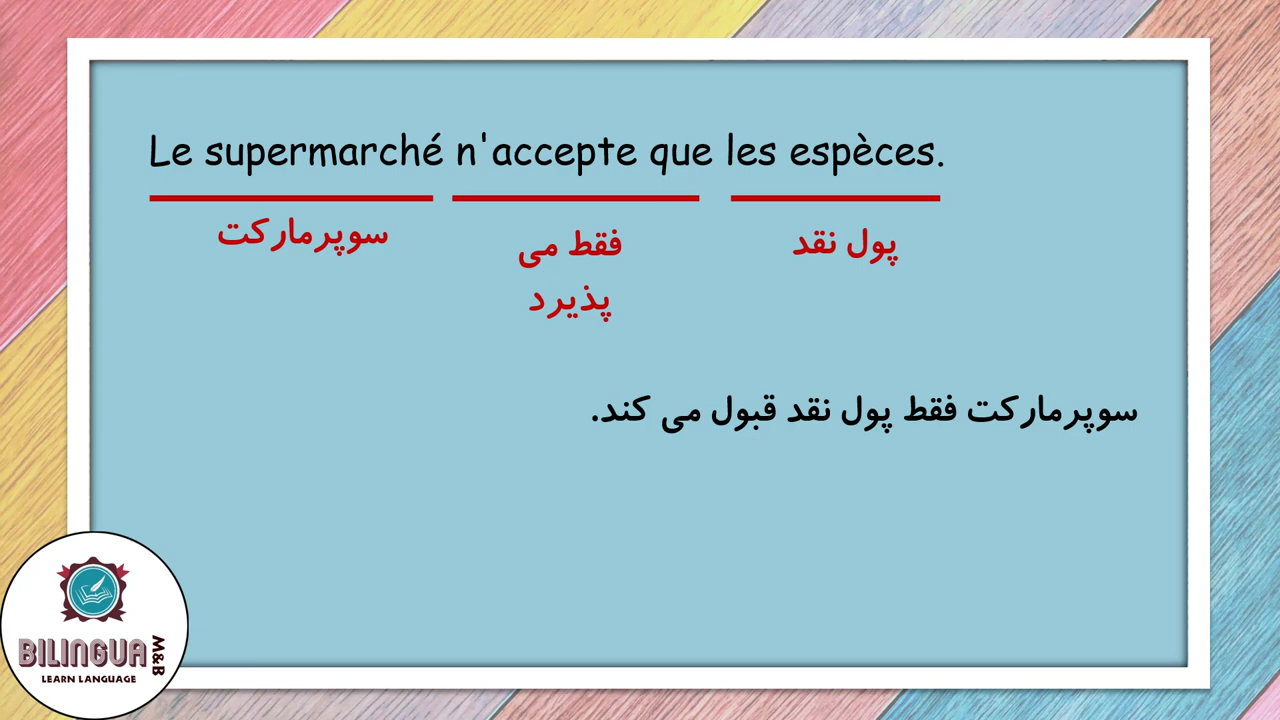 Le supermarché n'accepte que les espèces.
سوپرمارکت
فقط می
پذیرد
پول نقد
سوپرمارکت فقط پول نقد قبول می کند.
BILINGUA
M&B
LEARN LANGUAGE